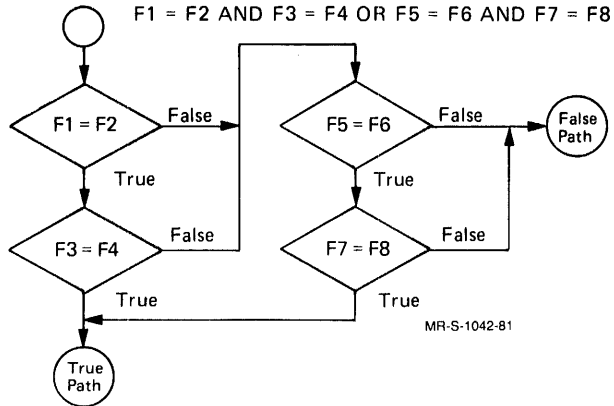 F1 = F2 AND F3 = F4 OR F5 = F6 AND F7 = F8
F1 = F2
False
True
F3 = F4
False
True
F5 = F6
False
True
F7 = F8
False
True
False
Path
True
Path
MR-S-1042-81